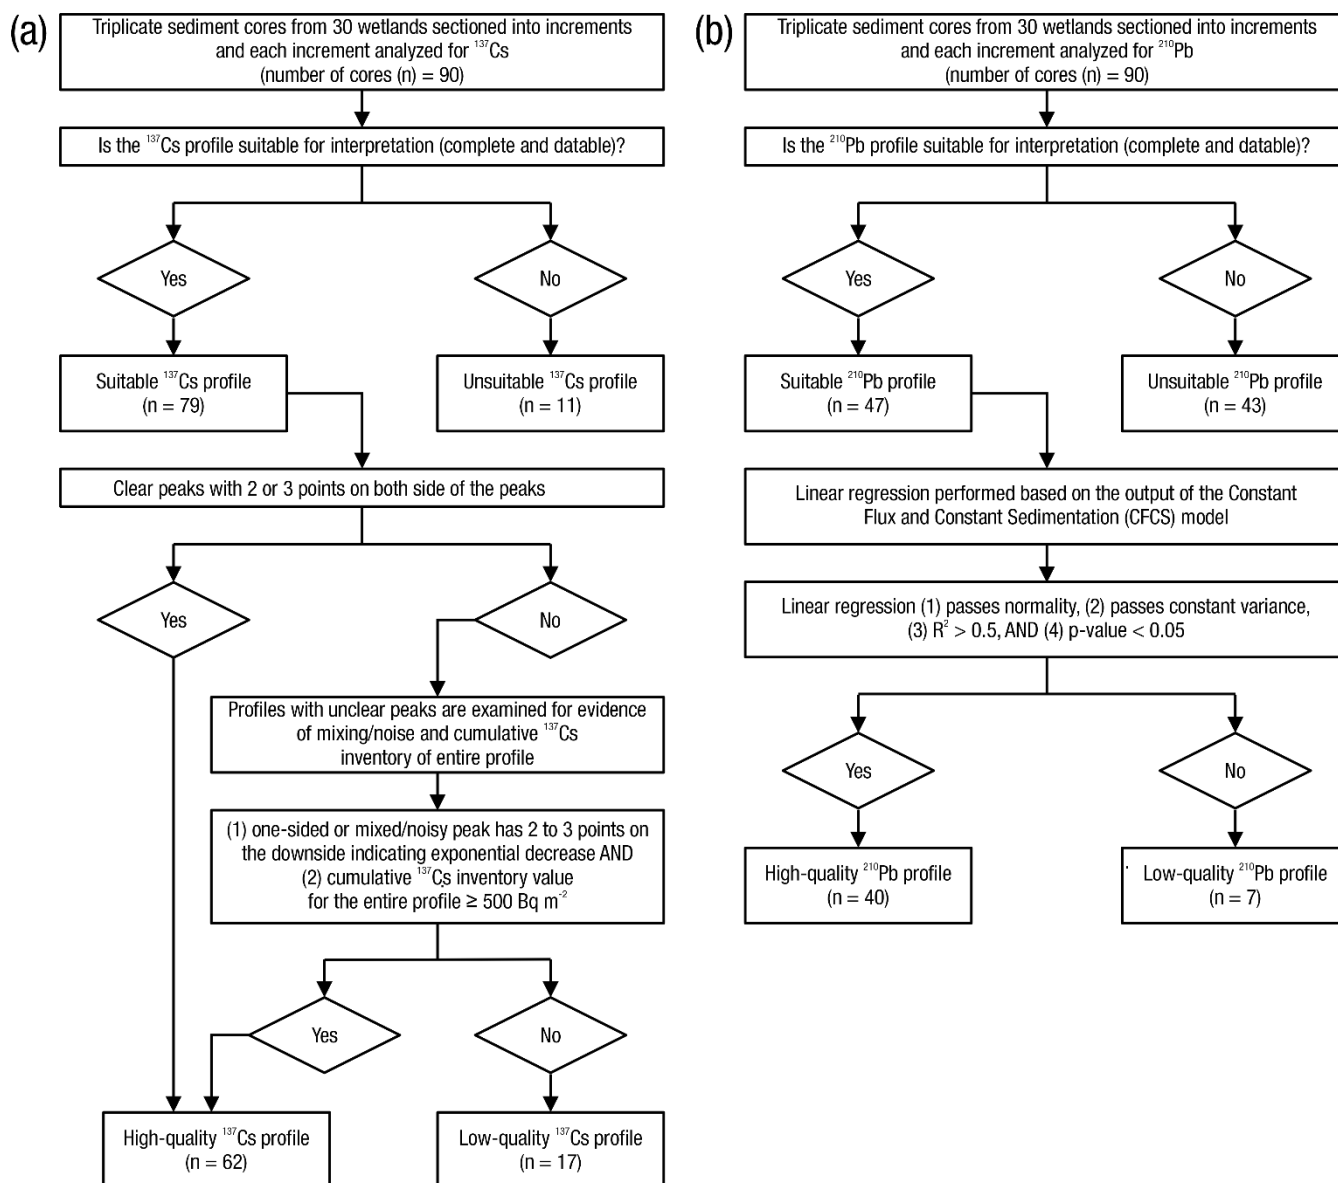 (a)
Triplicate sediment cores from 30 wetlands sectioned into increments
and each increment analyzed for ¹³⁷Cs
(number of cores (n) = 90)
Is the ¹³⁷Cs profile suitable for interpretation (complete and datable)?
Yes
No
Suitable ¹³⁷Cs profile
(n = 79)
Unsuitable ¹³⁷Cs profile
(n = 11)
Clear peaks with 2 or 3 points on both side of the peaks
Yes
No
Profiles with unclear peaks are examined for evidence
of mixing/noise and cumulative ¹³⁷Cs
inventory of entire profile
(1) one-sided or mixed/noisy peak has 2 to 3 points on
the downside indicating exponential decrease AND
(2) cumulative ¹³⁷Cs inventory value
for the entire profile ≥ 500 Bq m⁻²
Yes
No
High-quality ¹³⁷Cs profile
(n = 62)
Low-quality ¹³⁷Cs profile
(n = 17)
(b)
Triplicate sediment cores from 30 wetlands sectioned into increments
and each increment analyzed for ²¹⁰Pb
(number of cores (n) = 90)
Is the ²¹⁰Pb profile suitable for interpretation (complete and datable)?
Yes
No
Suitable ²¹⁰Pb profile
(n = 47)
Unsuitable ²¹⁰Pb profile
(n = 43)
Linear regression performed based on the output of the Constant
Flux and Constant Sedimentation (CFCS) model
Linear regression (1) passes normality, (2) passes constant variance,
(3) R² > 0.5, AND (4) p-value < 0.05
Yes
No
High-quality ²¹⁰Pb profile
(n = 40)
Low-quality ²¹⁰Pb profile
(n = 7)